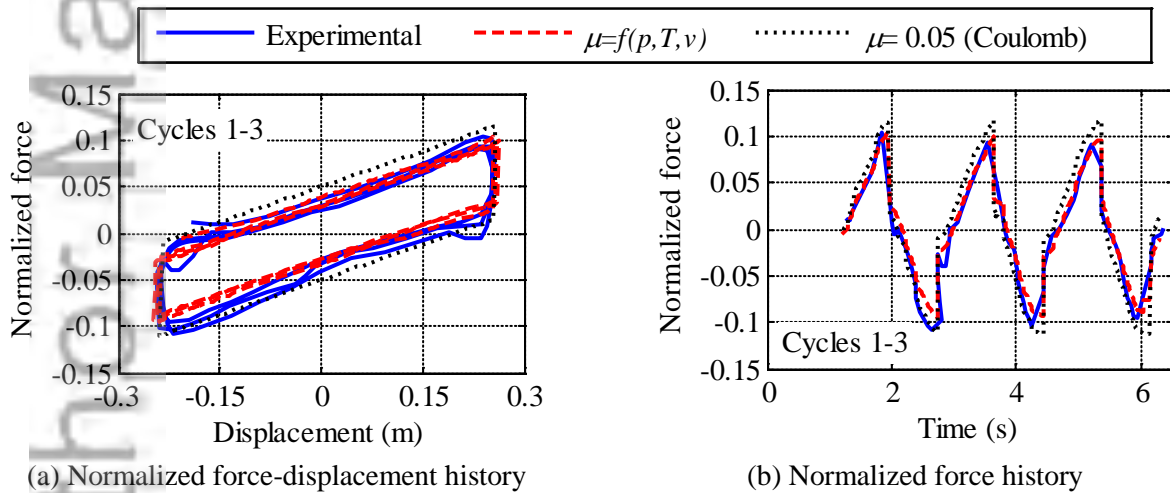 Experimental
μ=f(p,T,v)
μ= 0.05 (Coulomb)
0.15
0.1
0.05
0
-0.05
-0.1
-0.15
Normalized force
Cycles 1-3
-0.3
-0.15
0
0.15
0.3
Displacement (m)
(a) Normalized force-displacement history
0.15
0.10
0.05
0
-0.05
-0.1
-0.15
Normalized force
Cycles 1-3
0
2
4
6
Time (s)
(b) Normalized force history